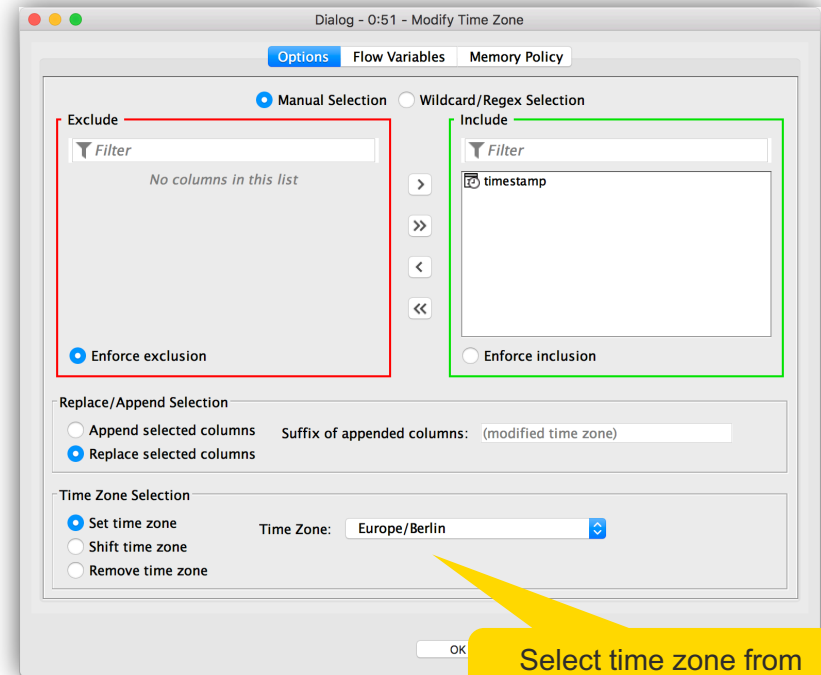 Dialog - 0:51 - Modify Time Zone
Options Flow Variables Memory Policy
Manual Selection Wildcard/Regex Selection
Exclude Include
Filter Filter
No columns in this list timestamp
> 
>>
<
<<
Enforce exclusion Enforce inclusion
Replace/Append Selection
Append selected columns Suffix of appended columns: (modified time zone)
Replace selected columns
Time Zone Selection
Set time zone Time Zone: Europe/Berlin
Shift time zone
Remove time zone
OK
Select time zone from